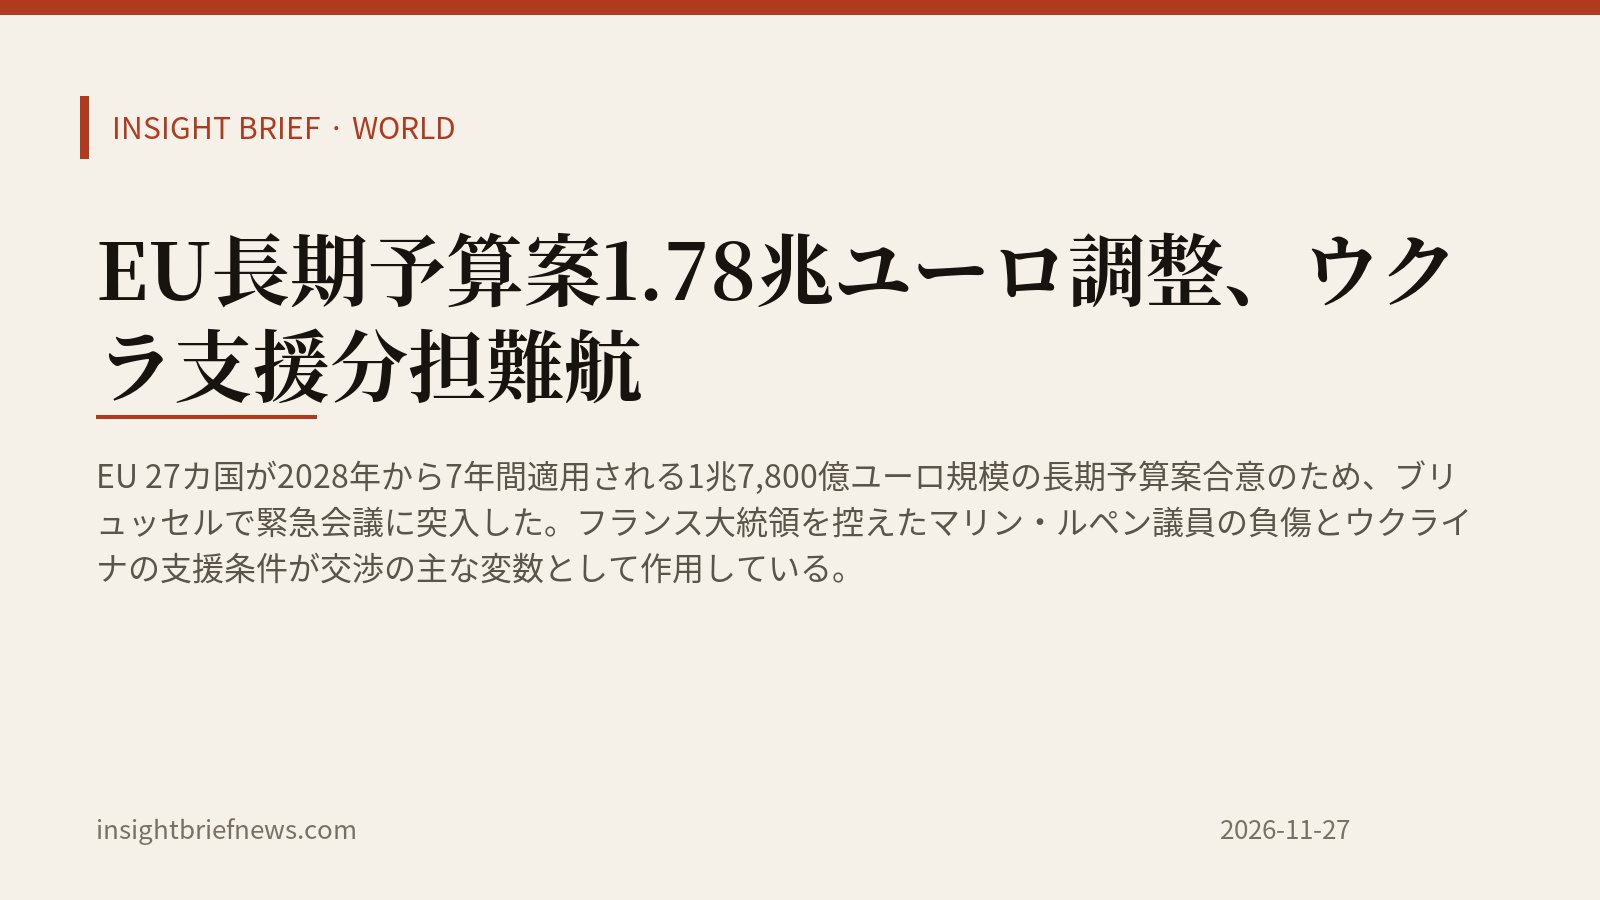 INSIGHT BRIEF · WORLD
EU長期予算案1.78兆ユーロ調整、ウク
ラ支援分担難航
EU 27カ国が2028年から7年間適用される1兆7,800億ユーロ規模の長期予算案合意のため、ブリ
ュッセルで緊急会議に突入した。フランス大統領を控えたマリン・ルペン議員の負傷とウクライ
ナの支援条件が交渉の主な変数として作用している。
insightbriefnews.com
2026-11-27